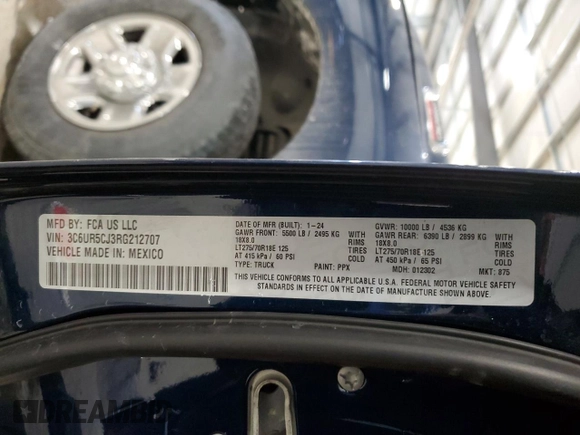 MFD BY: FCA US LLC
VIN: 3C6UR5CJ3RG212707
VEHICLE MADE IN: MEXICO
DATE OF MFR (BUILT): 1-24
GAWR FRONT: 5500 LB / 2495 KG WITH
18X8.0 TIRES
LT275/70R18E 125 RIMS
AT 415 kPa / 60 PSI COLD
TYPE: TRUCK PAINT: PPX
GVWR: 10000 LB / 4536 KG
GAWR REAR: 6390 LB / 2899 KG WITH
18X8.0
LT275/70R18E 125 TIRES
AT 450 kPa / 65 PSI COLD
MDH: 012302 MKT: 875
THIS VEHICLE CONFORMS TO ALL APPLICABLE U.S.A. FEDERAL MOTOR VEHICLE SAFETY
STANDARDS IN EFFECT ON THE DATE OF MANUFACTURE SHOWN ABOVE
DREAMBID